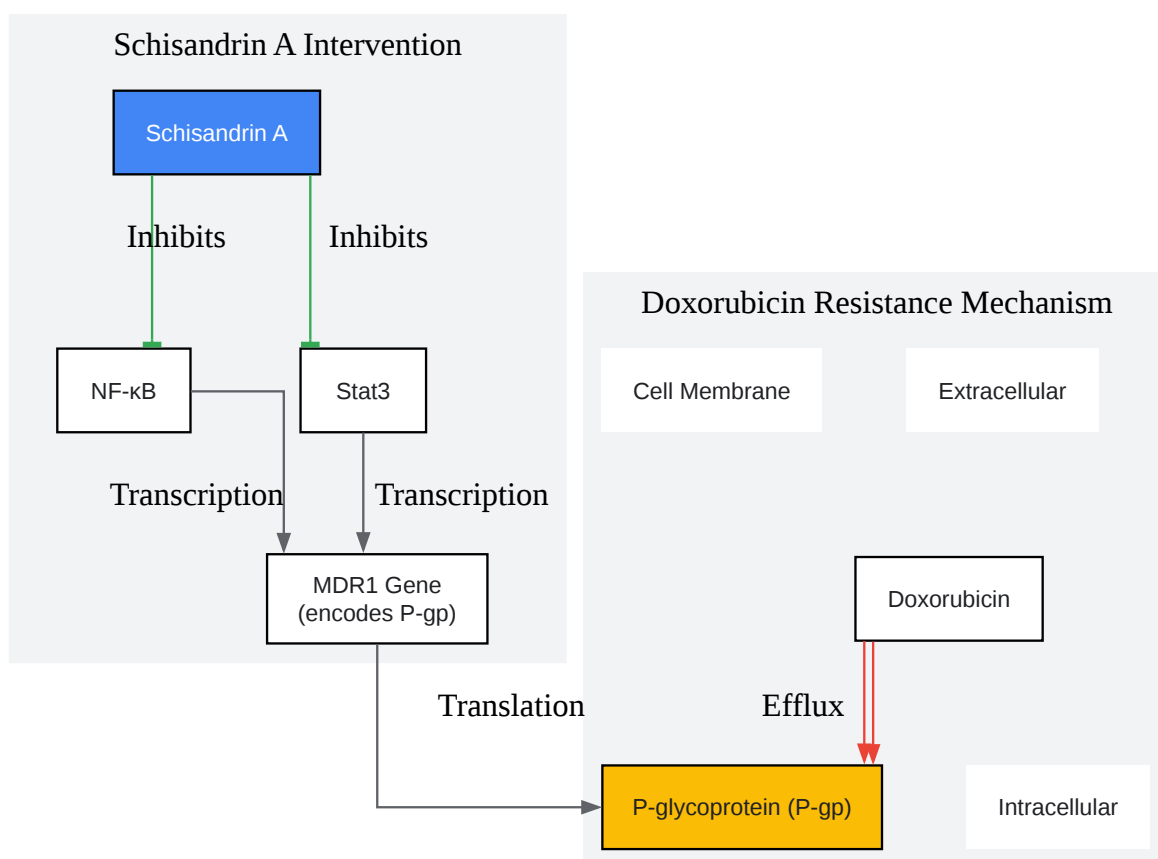 Schisandrin A Intervention
Schisandrin A
Inhibits
Inhibits
NF-κB
Stat3
Transcription
Transcription
MDR1 Gene
(encodes P-gp)
Translation
Doxorubicin Resistance Mechanism
Cell Membrane
Extracellular
Doxorubicin
Efflux
P-glycoprotein (P-gp)
Intracellular